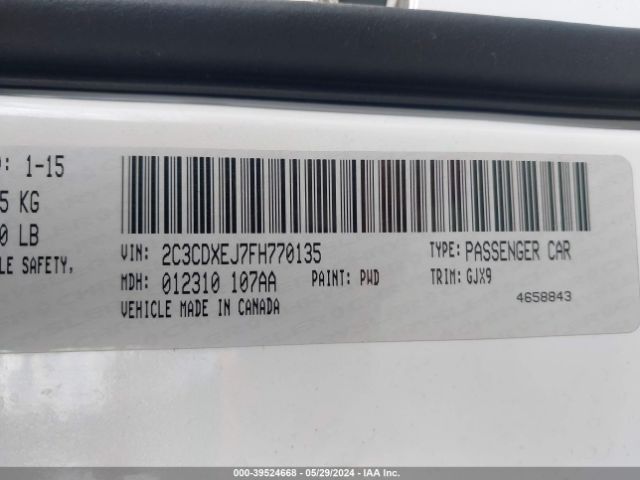 : 1-15
5 KG
0 LB
LE SAFETY,
VIN: 2C3CDXEJ7FH770135 TYPE: PASSENGER CAR
MDH: 012310 107AA PAINT: PWD TRIM: GJX9
VEHICLE MADE IN CANADA 4658843
000-39524668 - 05/29/2024 - IAA Inc.